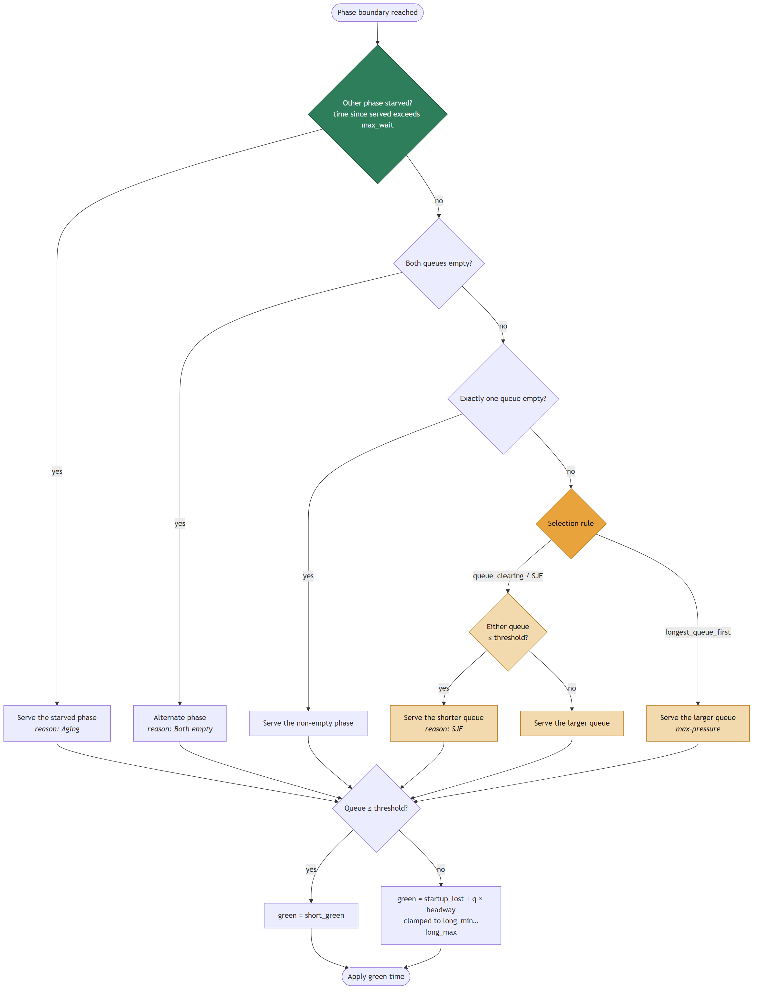 Phase boundary reached
Other phase starved?
time since served exceeds
max_wait
no
Both queues empty?
no
Exactly one queue empty?
yes
no
yes
Selection rule
yes
queue_clearing / SJF
Either queue
≤ threshold?
longest_queue_first
yes
no
Serve the starved phase
reason: Aging
Alternate phase
reason: Both empty
Serve the non-empty phase
Serve the shorter queue
reason: SJF
Serve the larger queue
Serve the larger queue
max-pressure
Queue ≤ threshold?
yes
no
green = short_green
green = startup_lost + q ×
headway
clamped to long_min...
long_max
Apply green time